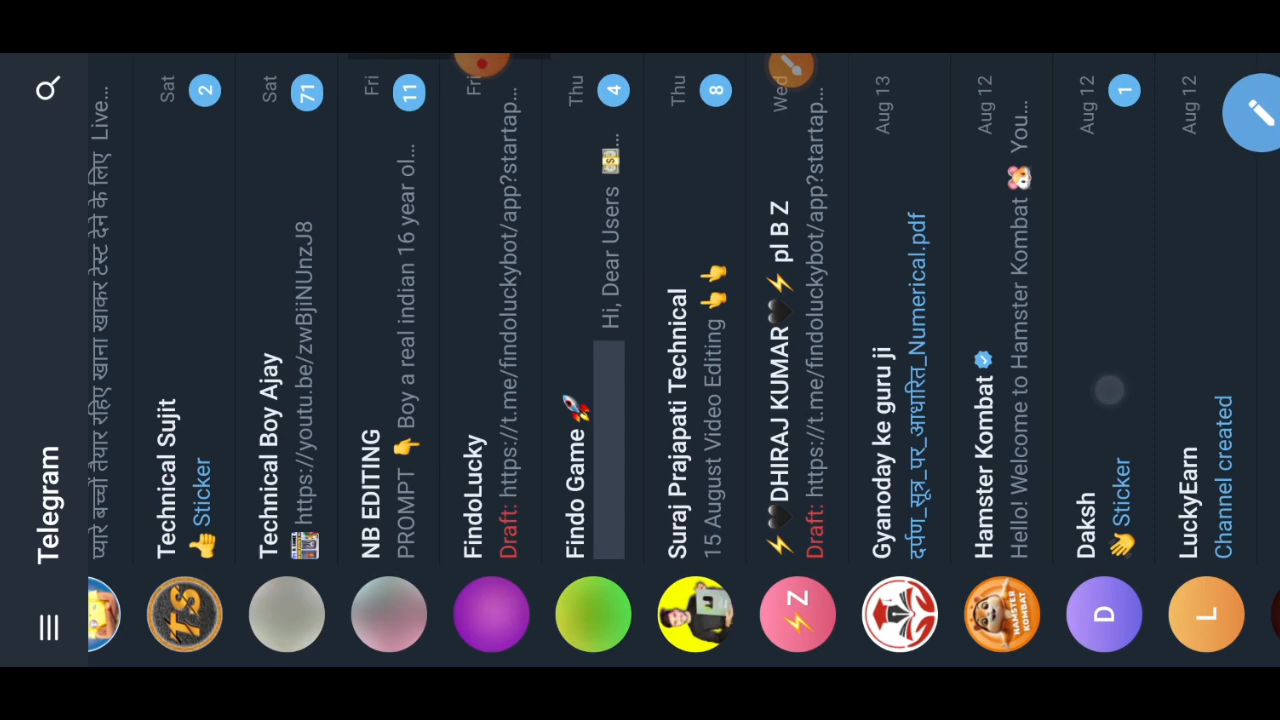 Telegram
प्यारे बच्चों तैयार रहिए खाना खाकर टेस्ट देने के लिए Live...
Technical Sujit
Sat
👍 Sticker
2
Technical Boy Ajay
Sat
🏪 https://youtu.be/zwBjiNUnzJ8
71
NB EDITING
Fri
PROMPT 👇 Boy a real indian 16 year ol...
11
FindoLucky
Fri
Draft: https://t.me/findoluckybot/app?startap...
Findo Game 🚀
Thu
Hi, Dear Users 💵...
4
Suraj Prajapati Technical
Thu
15 August Video Editing 👆👆
8
⚡🖤DHIRAJ KUMAR🖤⚡ pl B Z
Wed
Draft: https://t.me/findoluckybot/app?startap...
Gyanoday ke guru ji
Aug 13
दर्पण_सूत्र_पर_आधारित_Numerical.pdf
Hamster Kombat
Aug 12
Hello! Welcome to Hamster Kombat 🐹 You...
Daksh
Aug 12
👋 Sticker
1
LuckyEarn
Aug 12
Channel created
TS
⚡Z
HAMSTER KOMBAT
D
L